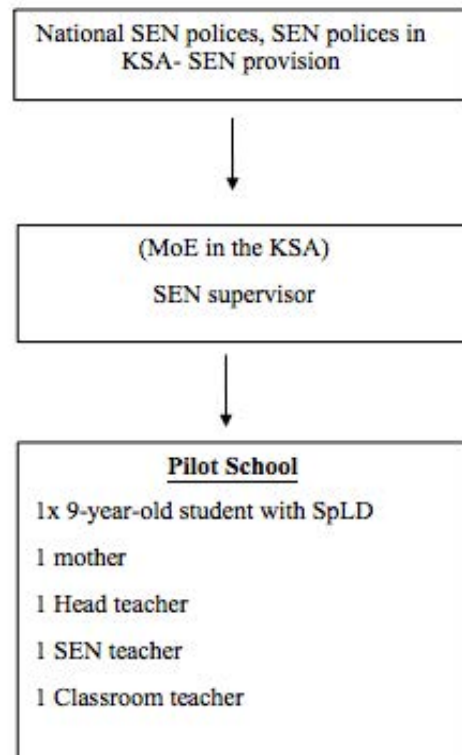 National SEN polices, SEN polices in
KSA- SEN provision
(MoE in the KSA)
SEN supervisor
Pilot School
1x 9-year-old student with SpLD
1 mother
1 Head teacher
1 SEN teacher
1 Classroom teacher